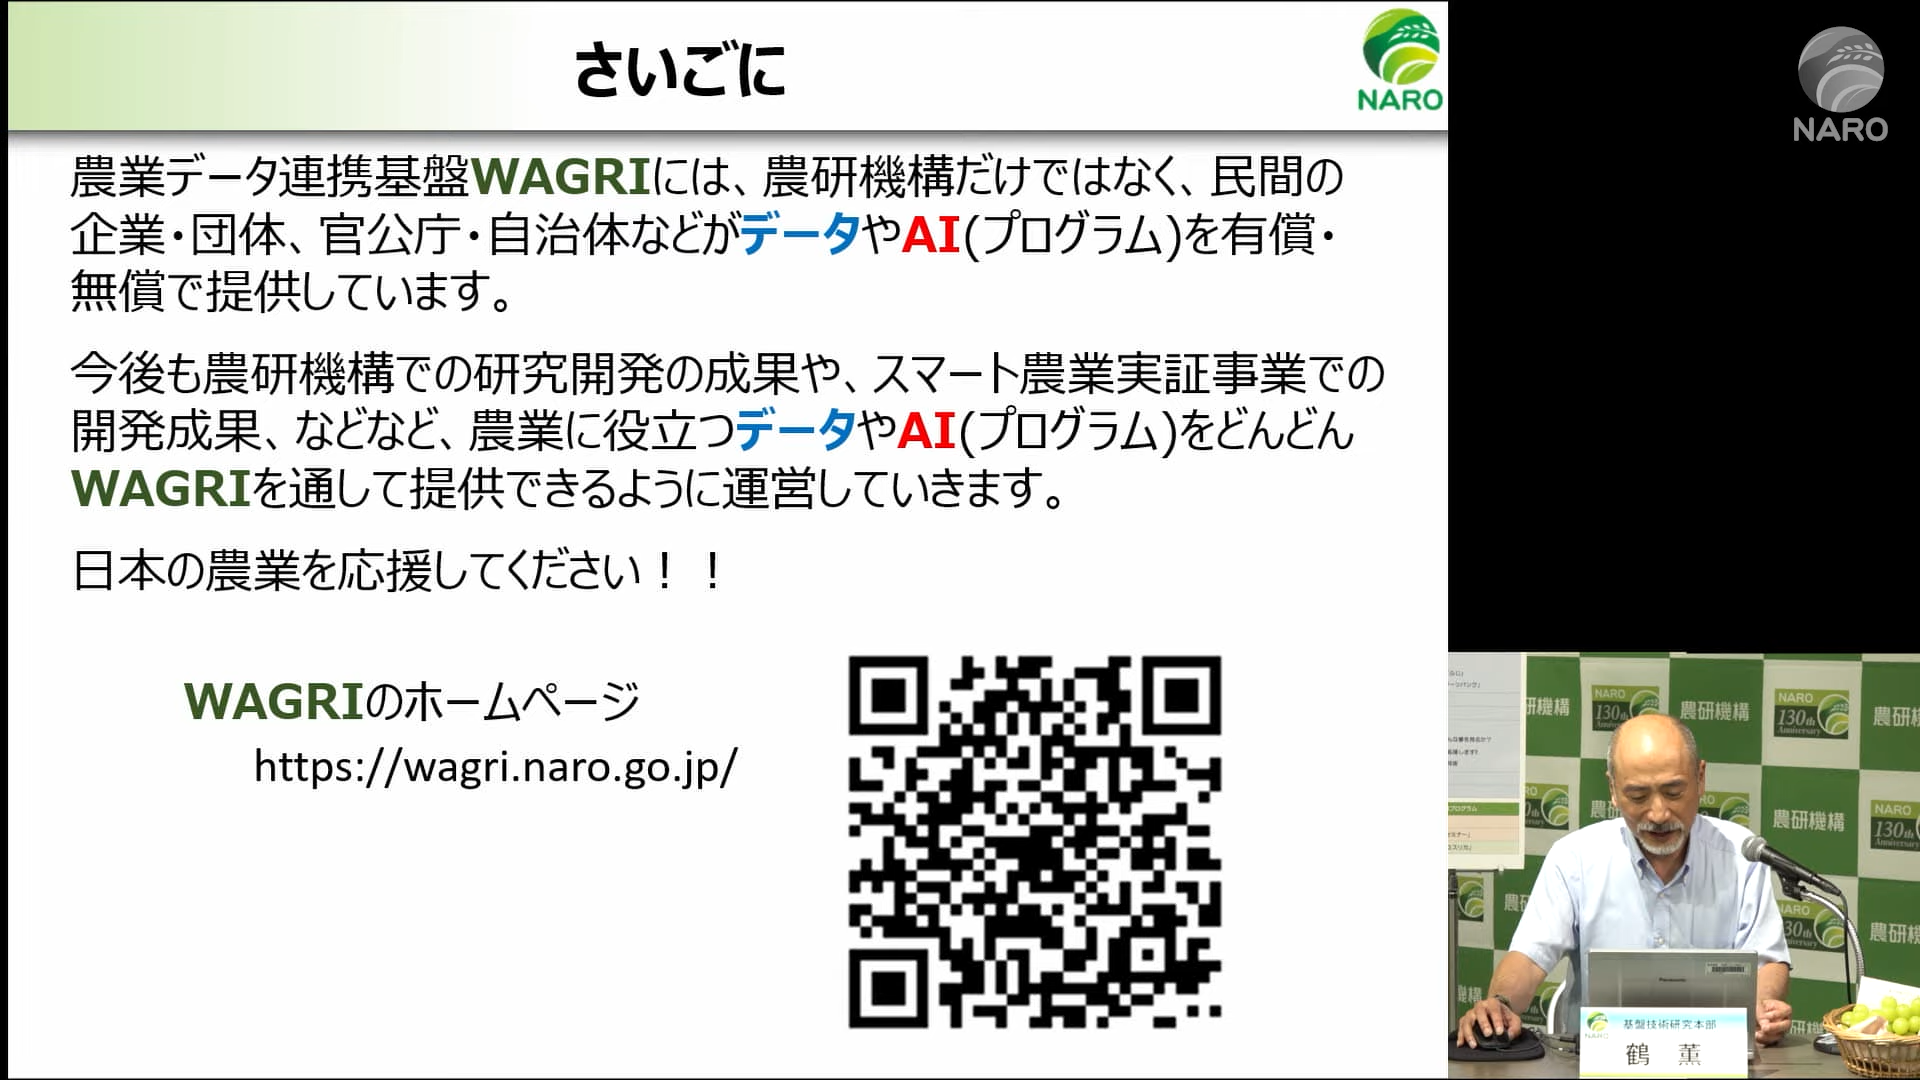 さいごに
NARO
NARO
農業データ連携基盤WAGRIには、農研機構だけではなく、民間の
企業・団体、官公庁・自治体などがデータやAI(プログラム)を有償・
無償で提供しています。
今後も農研機構での研究開発の成果や、スマート農業実証事業での
開発成果、などなど、農業に役立つデータやAI(プログラム)をどんどん
WAGRIを通して提供できるように運営していきます。
日本の農業を応援してください！！
WAGRIのホームページ
https://wagri.naro.go.jp/
研機構
NARO
130th
Anniversary
農研機構
NARO
130th
Anniversary
農研機
農研機構
NARO
130th
Anniversary
農研機
Panasonic
基盤技術研究本部
鶴 薫